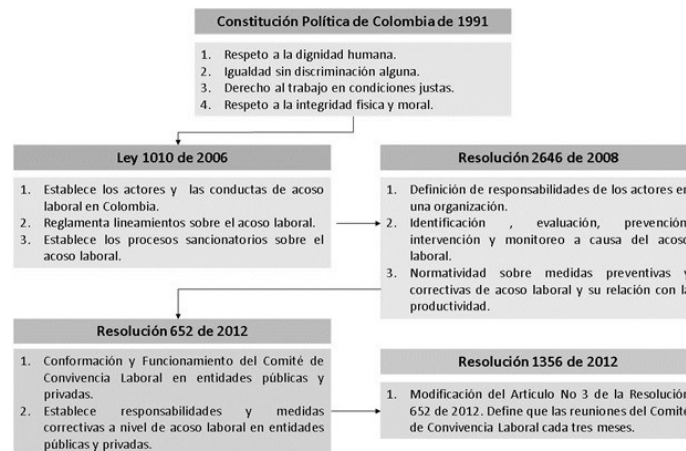 Constitución Política de Colombia de 1991
1. Respeto a la dignidad humana.
2. Igualdad sin discriminación alguna.
3. Derecho al trabajo en condiciones justas.
4. Respeto a la integridad fisica y moral.
Ley 1010 de 2006
1. Establece los actores y las conductas de acoso
laboral en Colombia.
2. Reglamenta lineamientos sobre el acoso laboral.
3. Establece los procesos sancionatorios sobre el
acoso laboral.
Resolución 2646 de 2008
1. Definición de responsabilidades de los actores en
una organización.
2. Identificación , evaluación, prevención,
intervención y monitoreo a causa del acoso
laboral.
3. Normatividad sobre medidas preventivas y
correctivas de acoso laboral y su relación con la
productividad.
Resolución 652 de 2012
1. Conformación y Funcionamiento del Comité de
Convivencia Laboral en entidades públicas y
privadas.
2. Establece responsabilidades y medidas
correctivas a nivel de acoso laboral en entidades
públicas y privadas.
Resolución 1356 de 2012
1. Modificación del Articulo No 3 de la Resolución
652 de 2012. Define que las reuniones del Comité
de Convivencia Laboral cada tres meses.